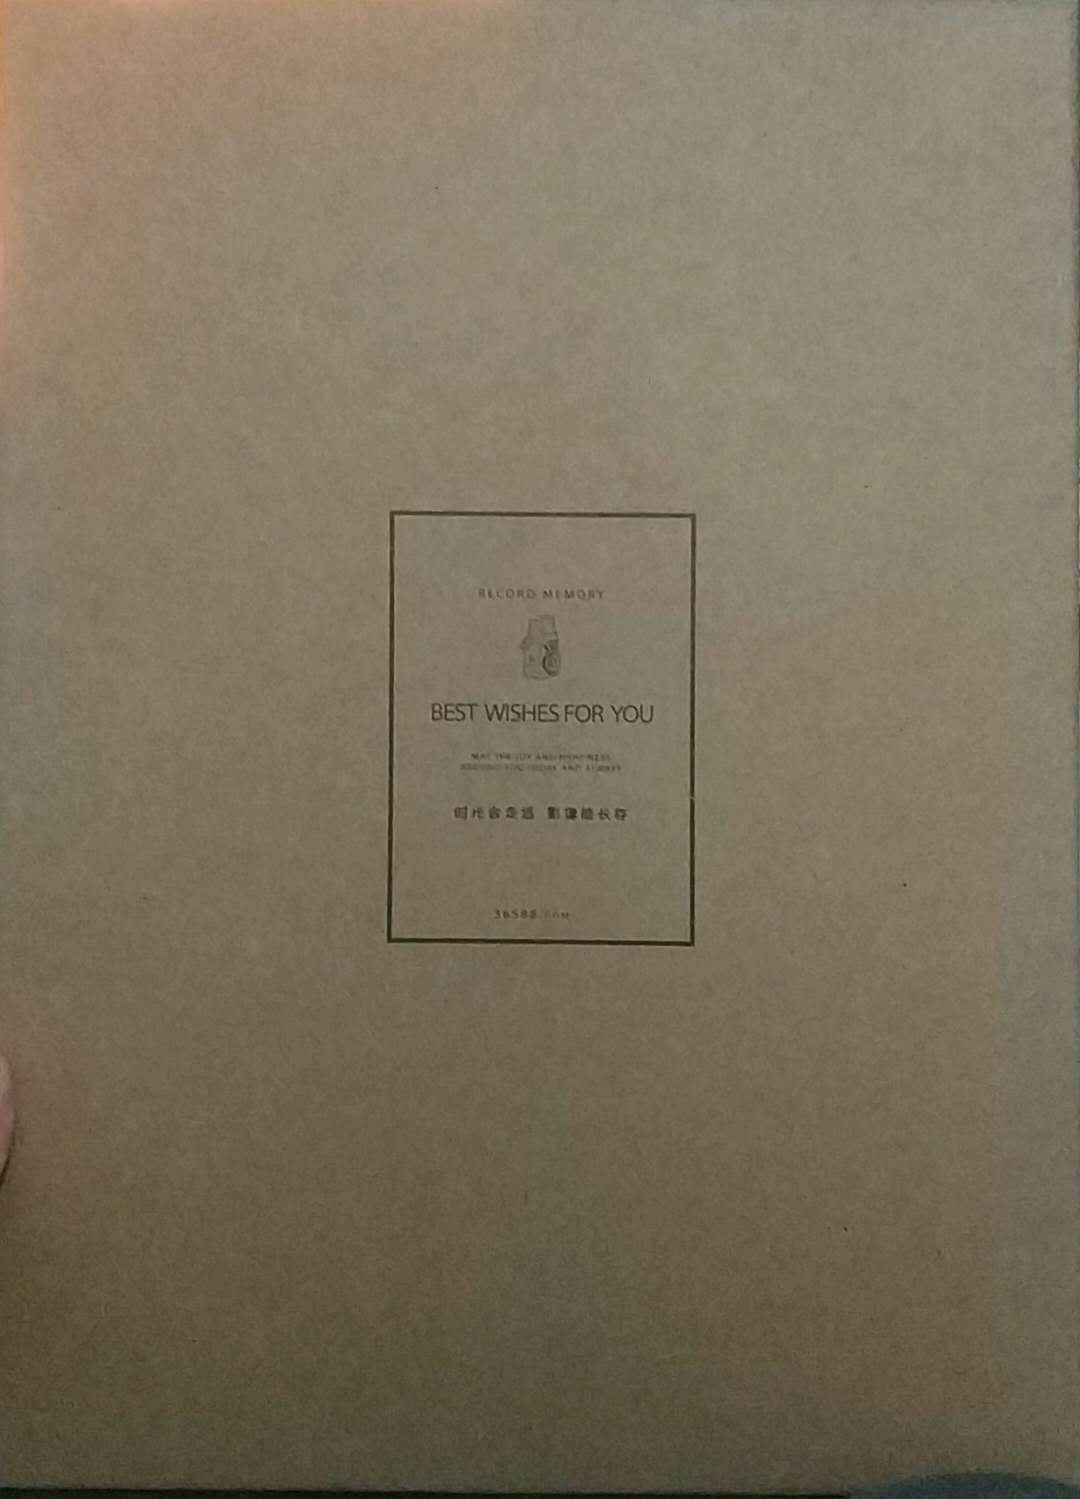 RECORD MEMORY
BEST WISHES FOR YOU
MAY THE JOY AND HAPPINESS
AROUND YOU TODAY AND ALWAYS
时光会走远 影像能长存
36588.COM